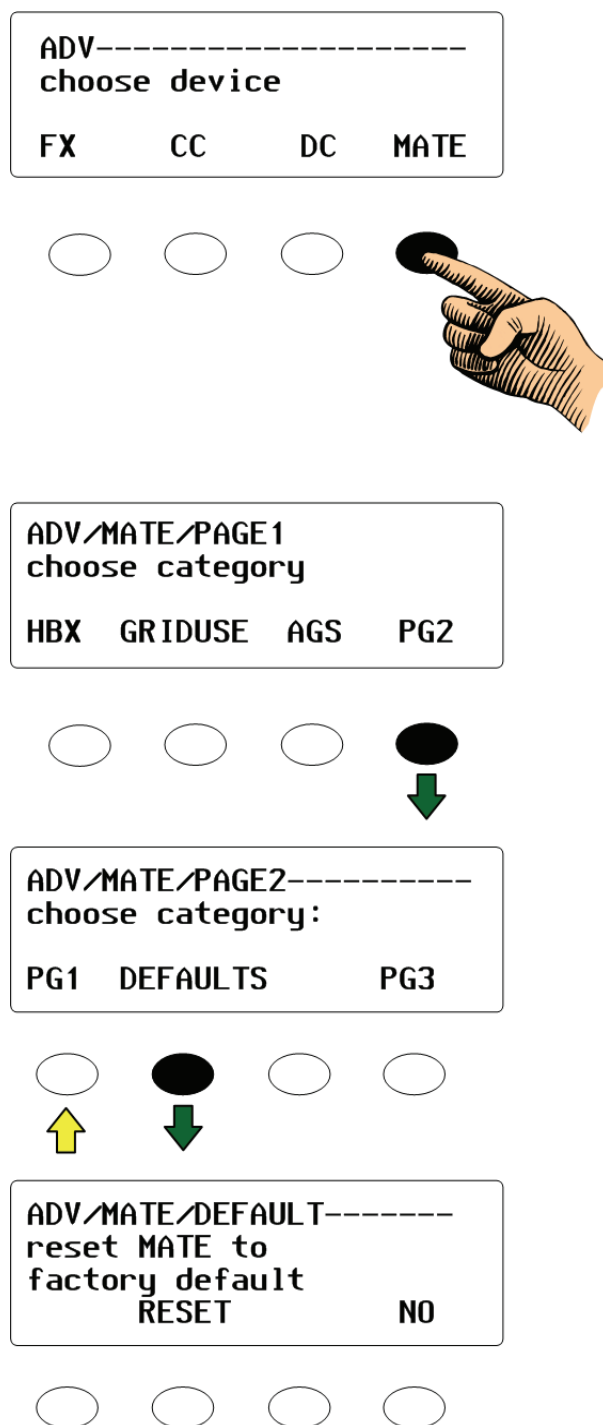 ADV---------------------
choose device
FX CC DC MATE
ADV/MATE/PAGE1
choose category
HBX GRIDUSE AGS PG2
ADV/MATE/PAGE2----------
choose category:
PG1 DEFAULTS PG3
ADV/MATE/DEFAULT-------
reset MATE to
factory default
RESET NO